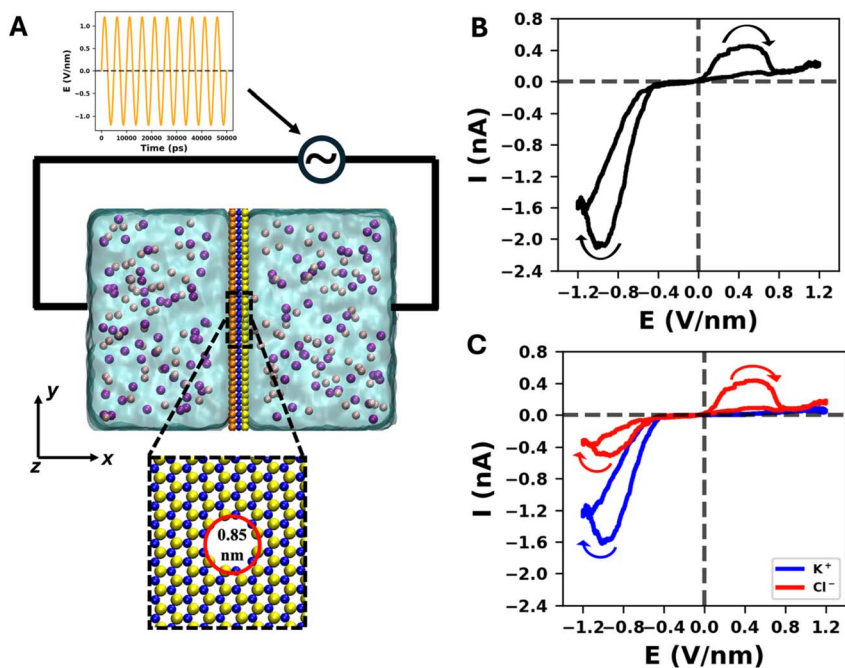 A
E (V/nm)
1.0
0.5
0.0
-0.5
-1.0
0 10000 20000 30000 40000 50000
Time (ps)
~
y
z x
0.85
nm
B
I (nA)
0.8
0.4
0.0
−0.4
−0.8
−1.2
−1.6
−2.0
−2.4
−1.2 −0.8 −0.4 0.0 0.4 0.8 1.2
E (V/nm)
C
I (nA)
0.8
0.4
0.0
−0.4
−0.8
−1.2
−1.6
−2.0
−2.4
K⁺
Cl⁻
−1.2 −0.8 −0.4 0.0 0.4 0.8 1.2
E (V/nm)